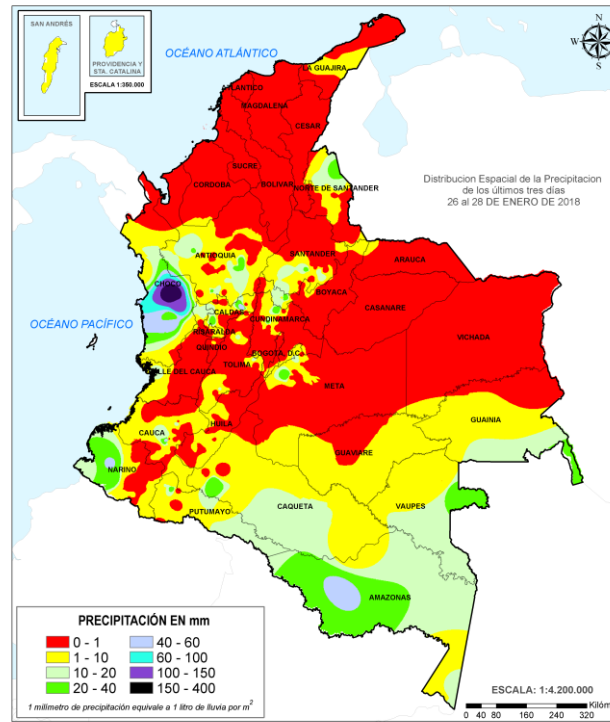 SAN ANDRÉS
PROVIDENCIA Y
STA. CATALINA
ESCALA 1:350.000
OCÉANO ATLÁNTICO
N
W
E
S
LA GUAJIRA
ATLANTICO
MAGDALENA
CESAR
SUCRE
CORDOBA
BOLIVAR
NORTE DE SANTANDER
Distribucion Espacial de la Precipitacion
de los últimos tres días
26 al 28 DE ENERO DE 2018
ANTIOQUIA
SANTANDER
ARAUCA
CHOCO
BOYACA
CASANARE
CALDAS
CUNDINAMARCA
OCÉANO PACÍFICO
RISARALDA
VICHADA
QUINDIO
BOGOTA, D.C.
TOLIMA
VALLE DEL CAUCA
META
CAUCA
HUILA
GUAINIA
GUAVIARE
NARIÑO
CAQUETA
VAUPES
PUTUMAYO
AMAZONAS
PRECIPITACIÓN EN mm
0 - 1
40 - 60
1 - 10
60 - 100
10 - 20
100 - 150
20 - 40
150 - 400
1 milimetro de precipitación equivale a 1 litro de lluvia por m²
ESCALA: 1:4.200.000
Kilóm
0 40 80 160 240 320